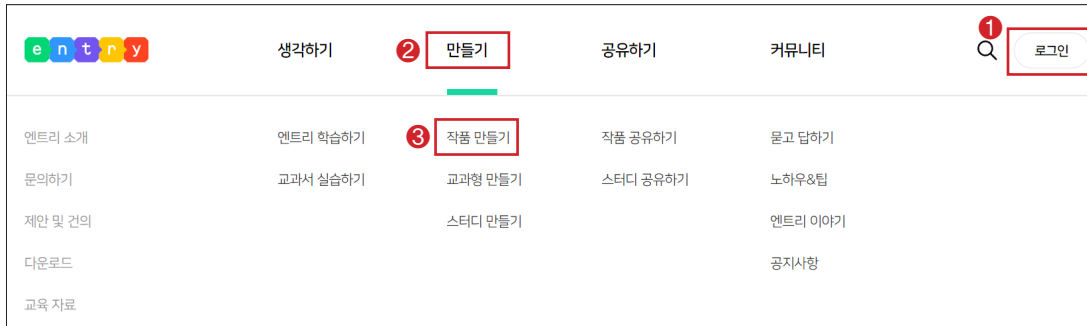 entry 생각하기 ❷ 만들기 공유하기 커뮤니티 ❶ 로그인
엔트리 소개 엔트리 학습하기 ❸ 작품 만들기 작품 공유하기 묻고 답하기
문의하기 교과서 실습하기 교과형 만들기 스터디 공유하기 노하우&팁
제안 및 건의 스터디 만들기 엔트리 이야기
다운로드 공지사항
교육 자료